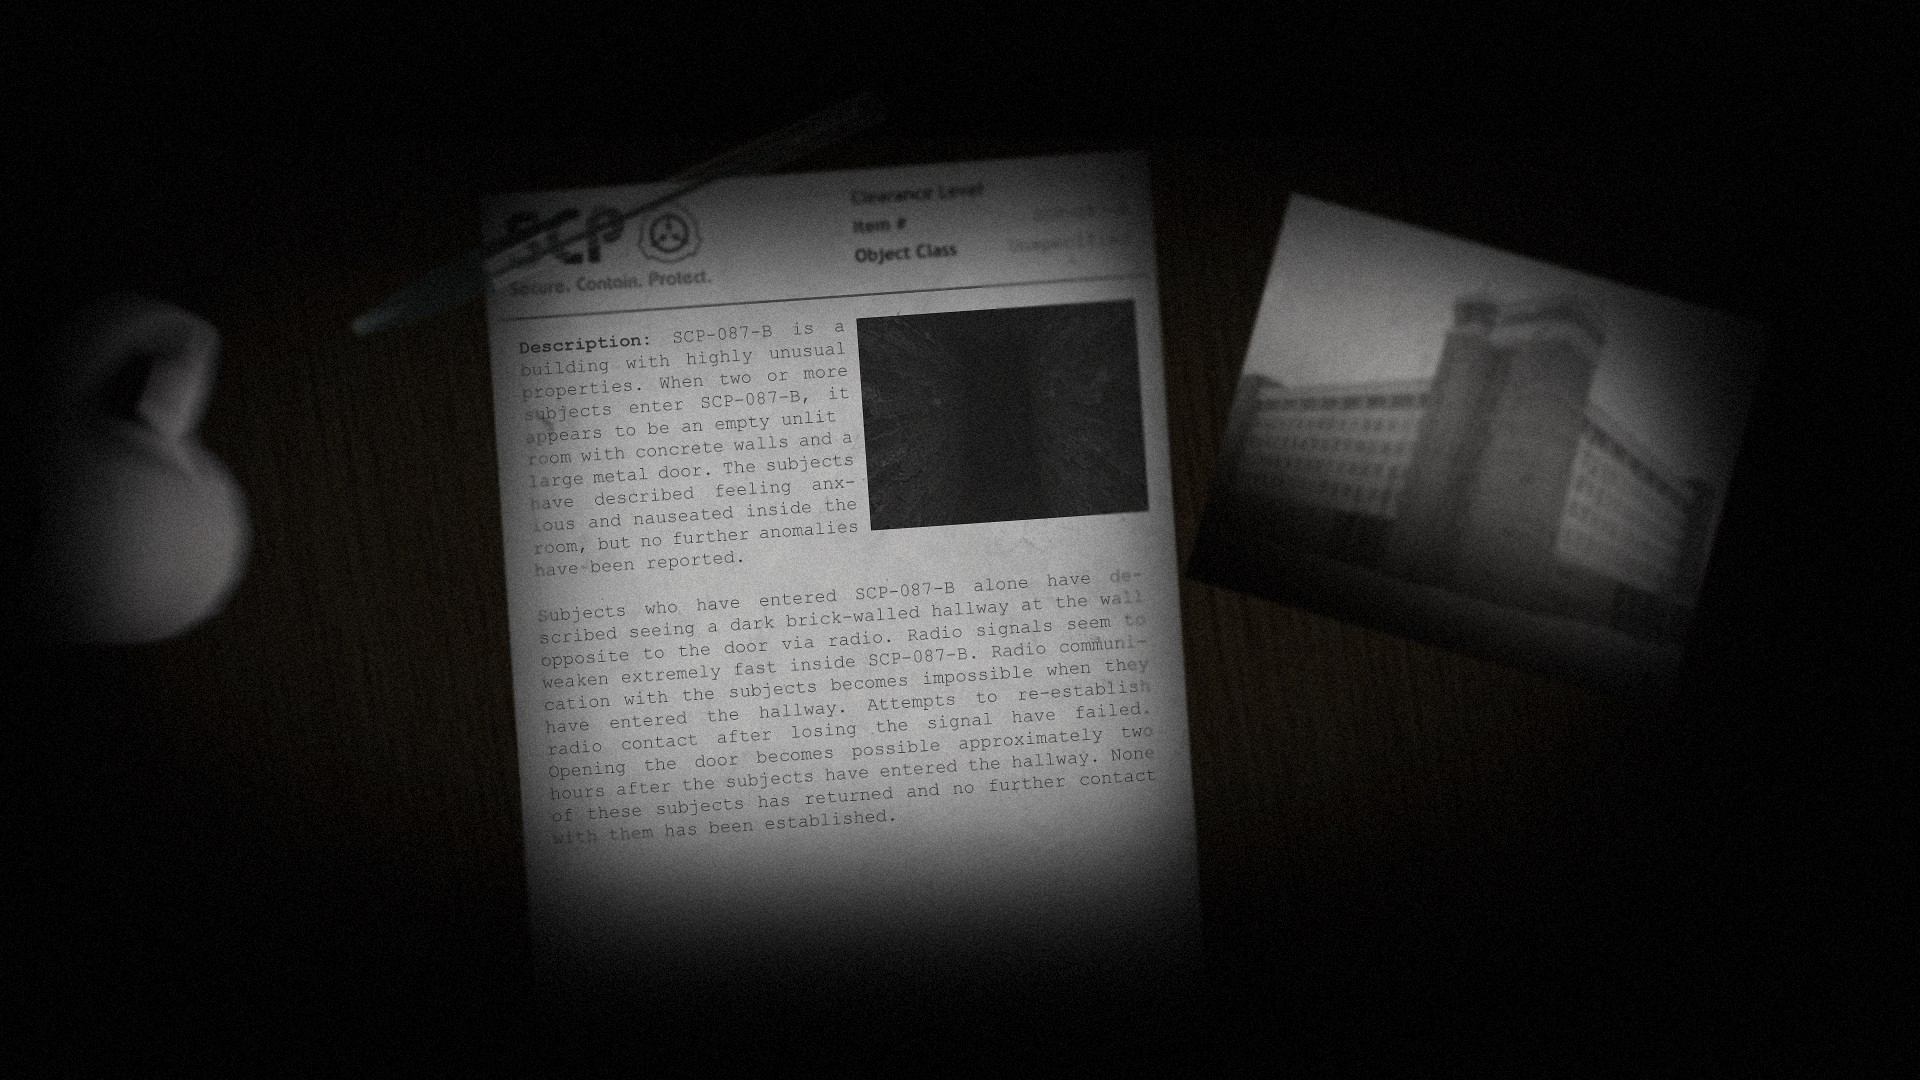 SCP
Secure. Contain. Protect.
Clearance Level
Item #
Object Class
Description: SCP-087-B is a
building with highly unusual
properties. When two or more
subjects enter SCP-087-B, it
appears to be an empty unlit
room with concrete walls and a
large metal door. The subjects
have described feeling anx-
ious and nauseated inside the
room, but no further anomalies
have been reported.
Subjects who have entered SCP-087-B alone have de-
scribed seeing a dark brick-walled hallway at the wall
opposite to the door via radio. Radio signals seem to
weaken extremely fast inside SCP-087-B. Radio communi-
cation with the subjects becomes impossible when they
have entered the hallway. Attempts to re-establish
radio contact after losing the signal have failed.
Opening the door becomes possible approximately two
hours after the subjects have entered the hallway. None
of these subjects has returned and no further contact
with them has been established.